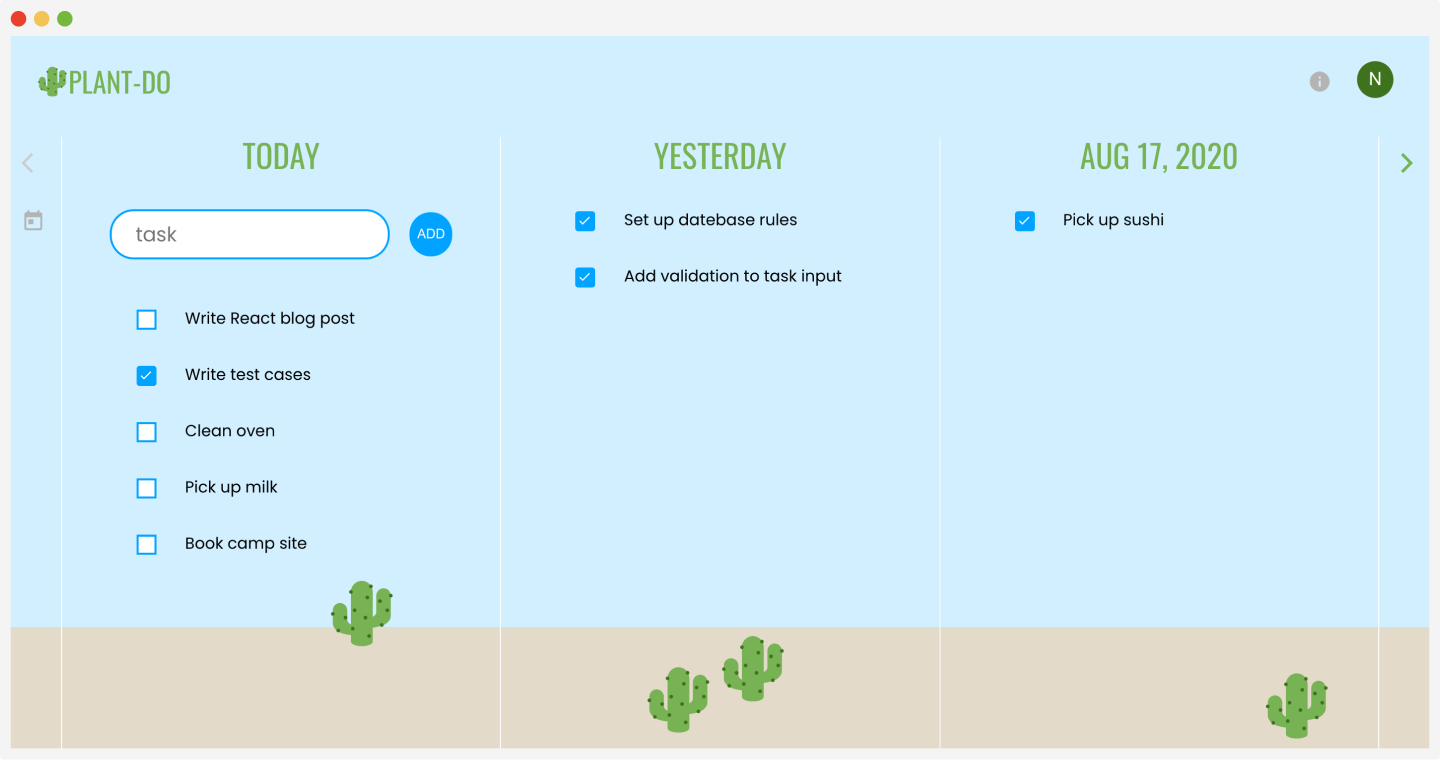 PLANT-DO
N
TODAY
task
ADD
Write React blog post
Write test cases
Clean oven
Pick up milk
Book camp site
YESTERDAY
Set up datebase rules
Add validation to task input
AUG 17, 2020
Pick up sushi